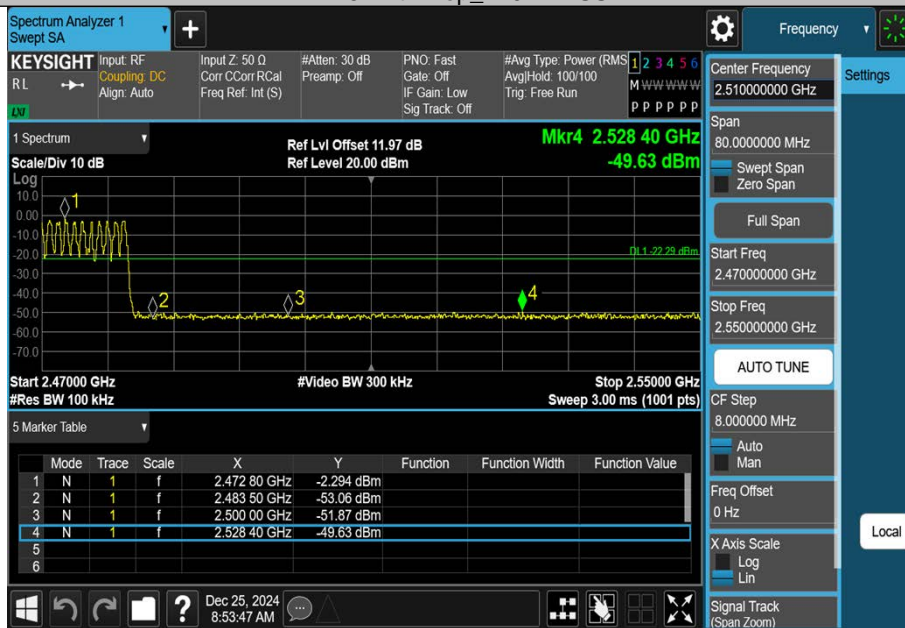 Spectrum Analyzer 1
Swept SA
+
Frequency
KEYSIGHT
RL
LXI
Input: RF
Coupling: DC
Align: Auto
Input Z: 50 Ω
Corr CCorr RCal
Freq Ref: Int (S)
#Atten: 30 dB
Preamp: Off
PNO: Fast
Gate: Off
IF Gain: Low
Sig Track: Off
#Avg Type: Power (RMS
Avg|Hold: 100/100
Trig: Free Run
1 2 3 4 5 6
M W W W W W
P P P P P P
1 Spectrum
Scale/Div 10 dB
Ref Lvl Offset 11.97 dB
Ref Level 20.00 dBm
Mkr4 2.528 40 GHz
-49.63 dBm
Log
10.0
0.00
-10.0
-20.0
-30.0
-40.0
-50.0
-60.0
-70.0
1
2
3
4
DL1 -22.29 dBm
Start 2.47000 GHz
#Res BW 100 kHz
#Video BW 300 kHz
Stop 2.55000 GHz
Sweep 3.00 ms (1001 pts)
5 Marker Table
Mode Trace Scale X Y Function Function Width Function Value
1 N 1 f 2.472 80 GHz -2.294 dBm
2 N 1 f 2.483 50 GHz -53.06 dBm
3 N 1 f 2.500 00 GHz -51.87 dBm
4 N 1 f 2.528 40 GHz -49.63 dBm
5
6
Dec 25, 2024
8:53:47 AM
Center Frequency
2.510000000 GHz
Settings
Span
80.0000000 MHz
Swept Span
Zero Span
Full Span
Start Freq
2.470000000 GHz
Stop Freq
2.550000000 GHz
AUTO TUNE
CF Step
8.000000 MHz
Auto
Man
Freq Offset
0 Hz
Local
X Axis Scale
Log
Lin
Signal Track
(Span Zoom)